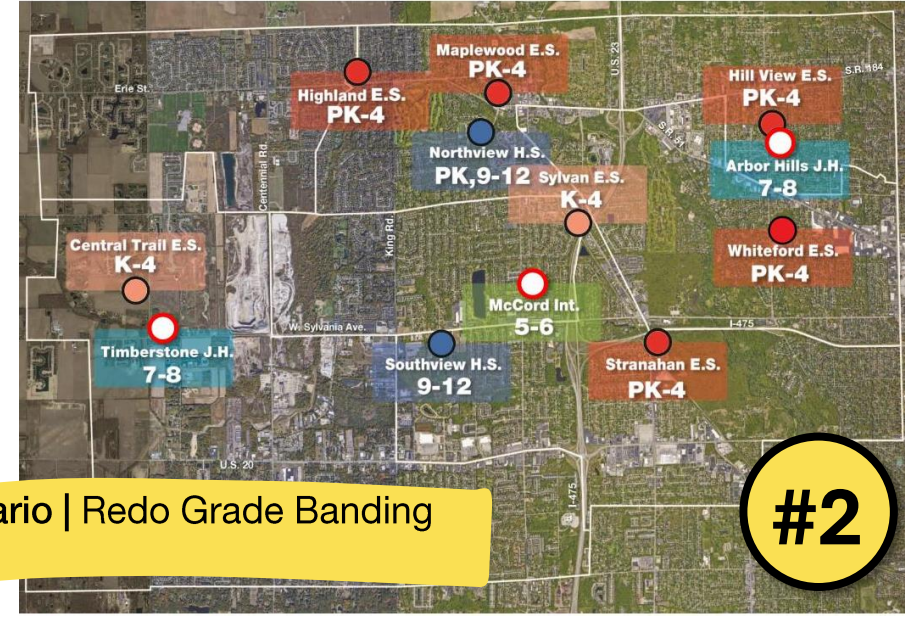 Maplewood E.S.
PK-4
U.S. 23
S.R. 184
Hill View E.S.
PK-4
Erie St.
Highland E.S.
PK-4
S.R. 51
Northview H.S.
PK,9-12
Arbor Hills J.H.
7-8
Centennial Rd.
Sylvan E.S.
K-4
King Rd.
Central Trail E.S.
K-4
Whiteford E.S.
PK-4
McCord Int.
5-6
W. Sylvania Ave.
I-475
Timberstone J.H.
7-8
Southview H.S.
9-12
Stranahan E.S.
PK-4
U.S. 20
I-475
ario | Redo Grade Banding
#2